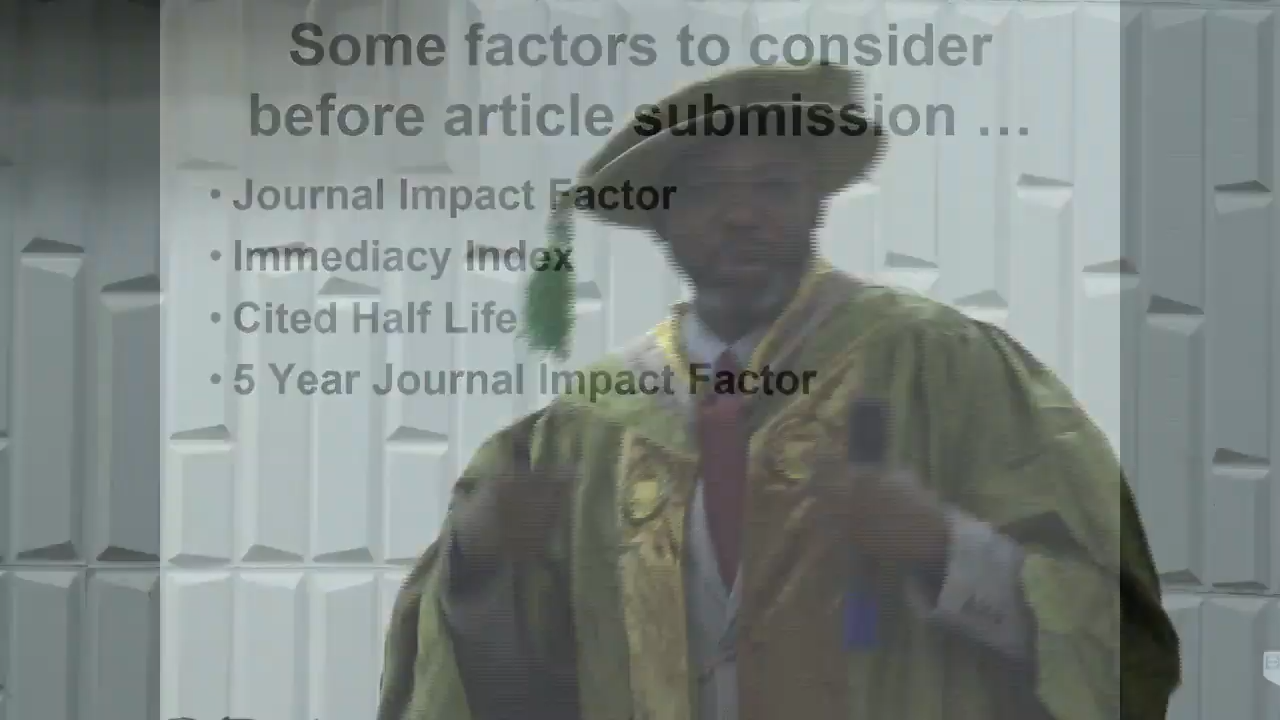 Some factors to consider
before article submission …
• Journal Impact Factor
• Immediacy Index
• Cited Half Life
• 5 Year Journal Impact Factor